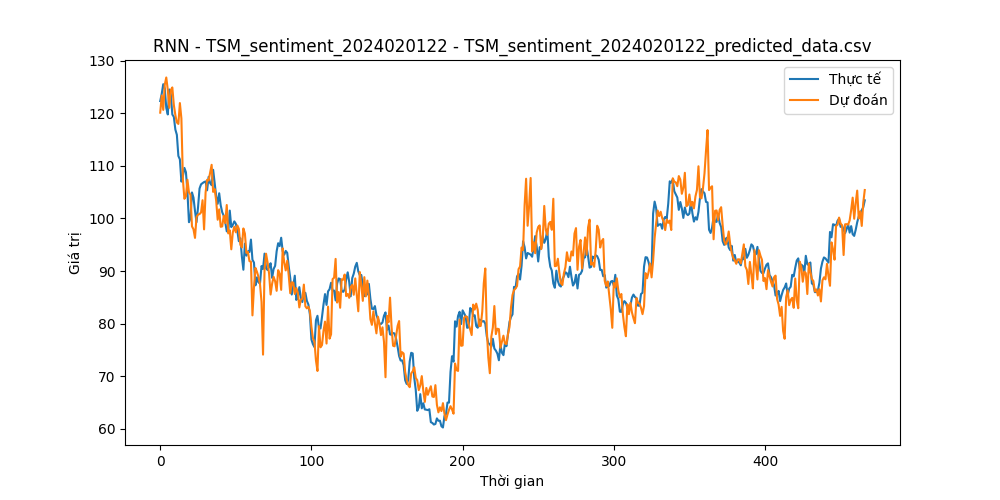 RNN - TSM_sentiment_2024020122 - TSM_sentiment_2024020122_predicted_data.csv
Thực tế
Dự đoán
Giá trị
130
120
110
100
90
80
70
60
0
100
200
300
400
Thời gian